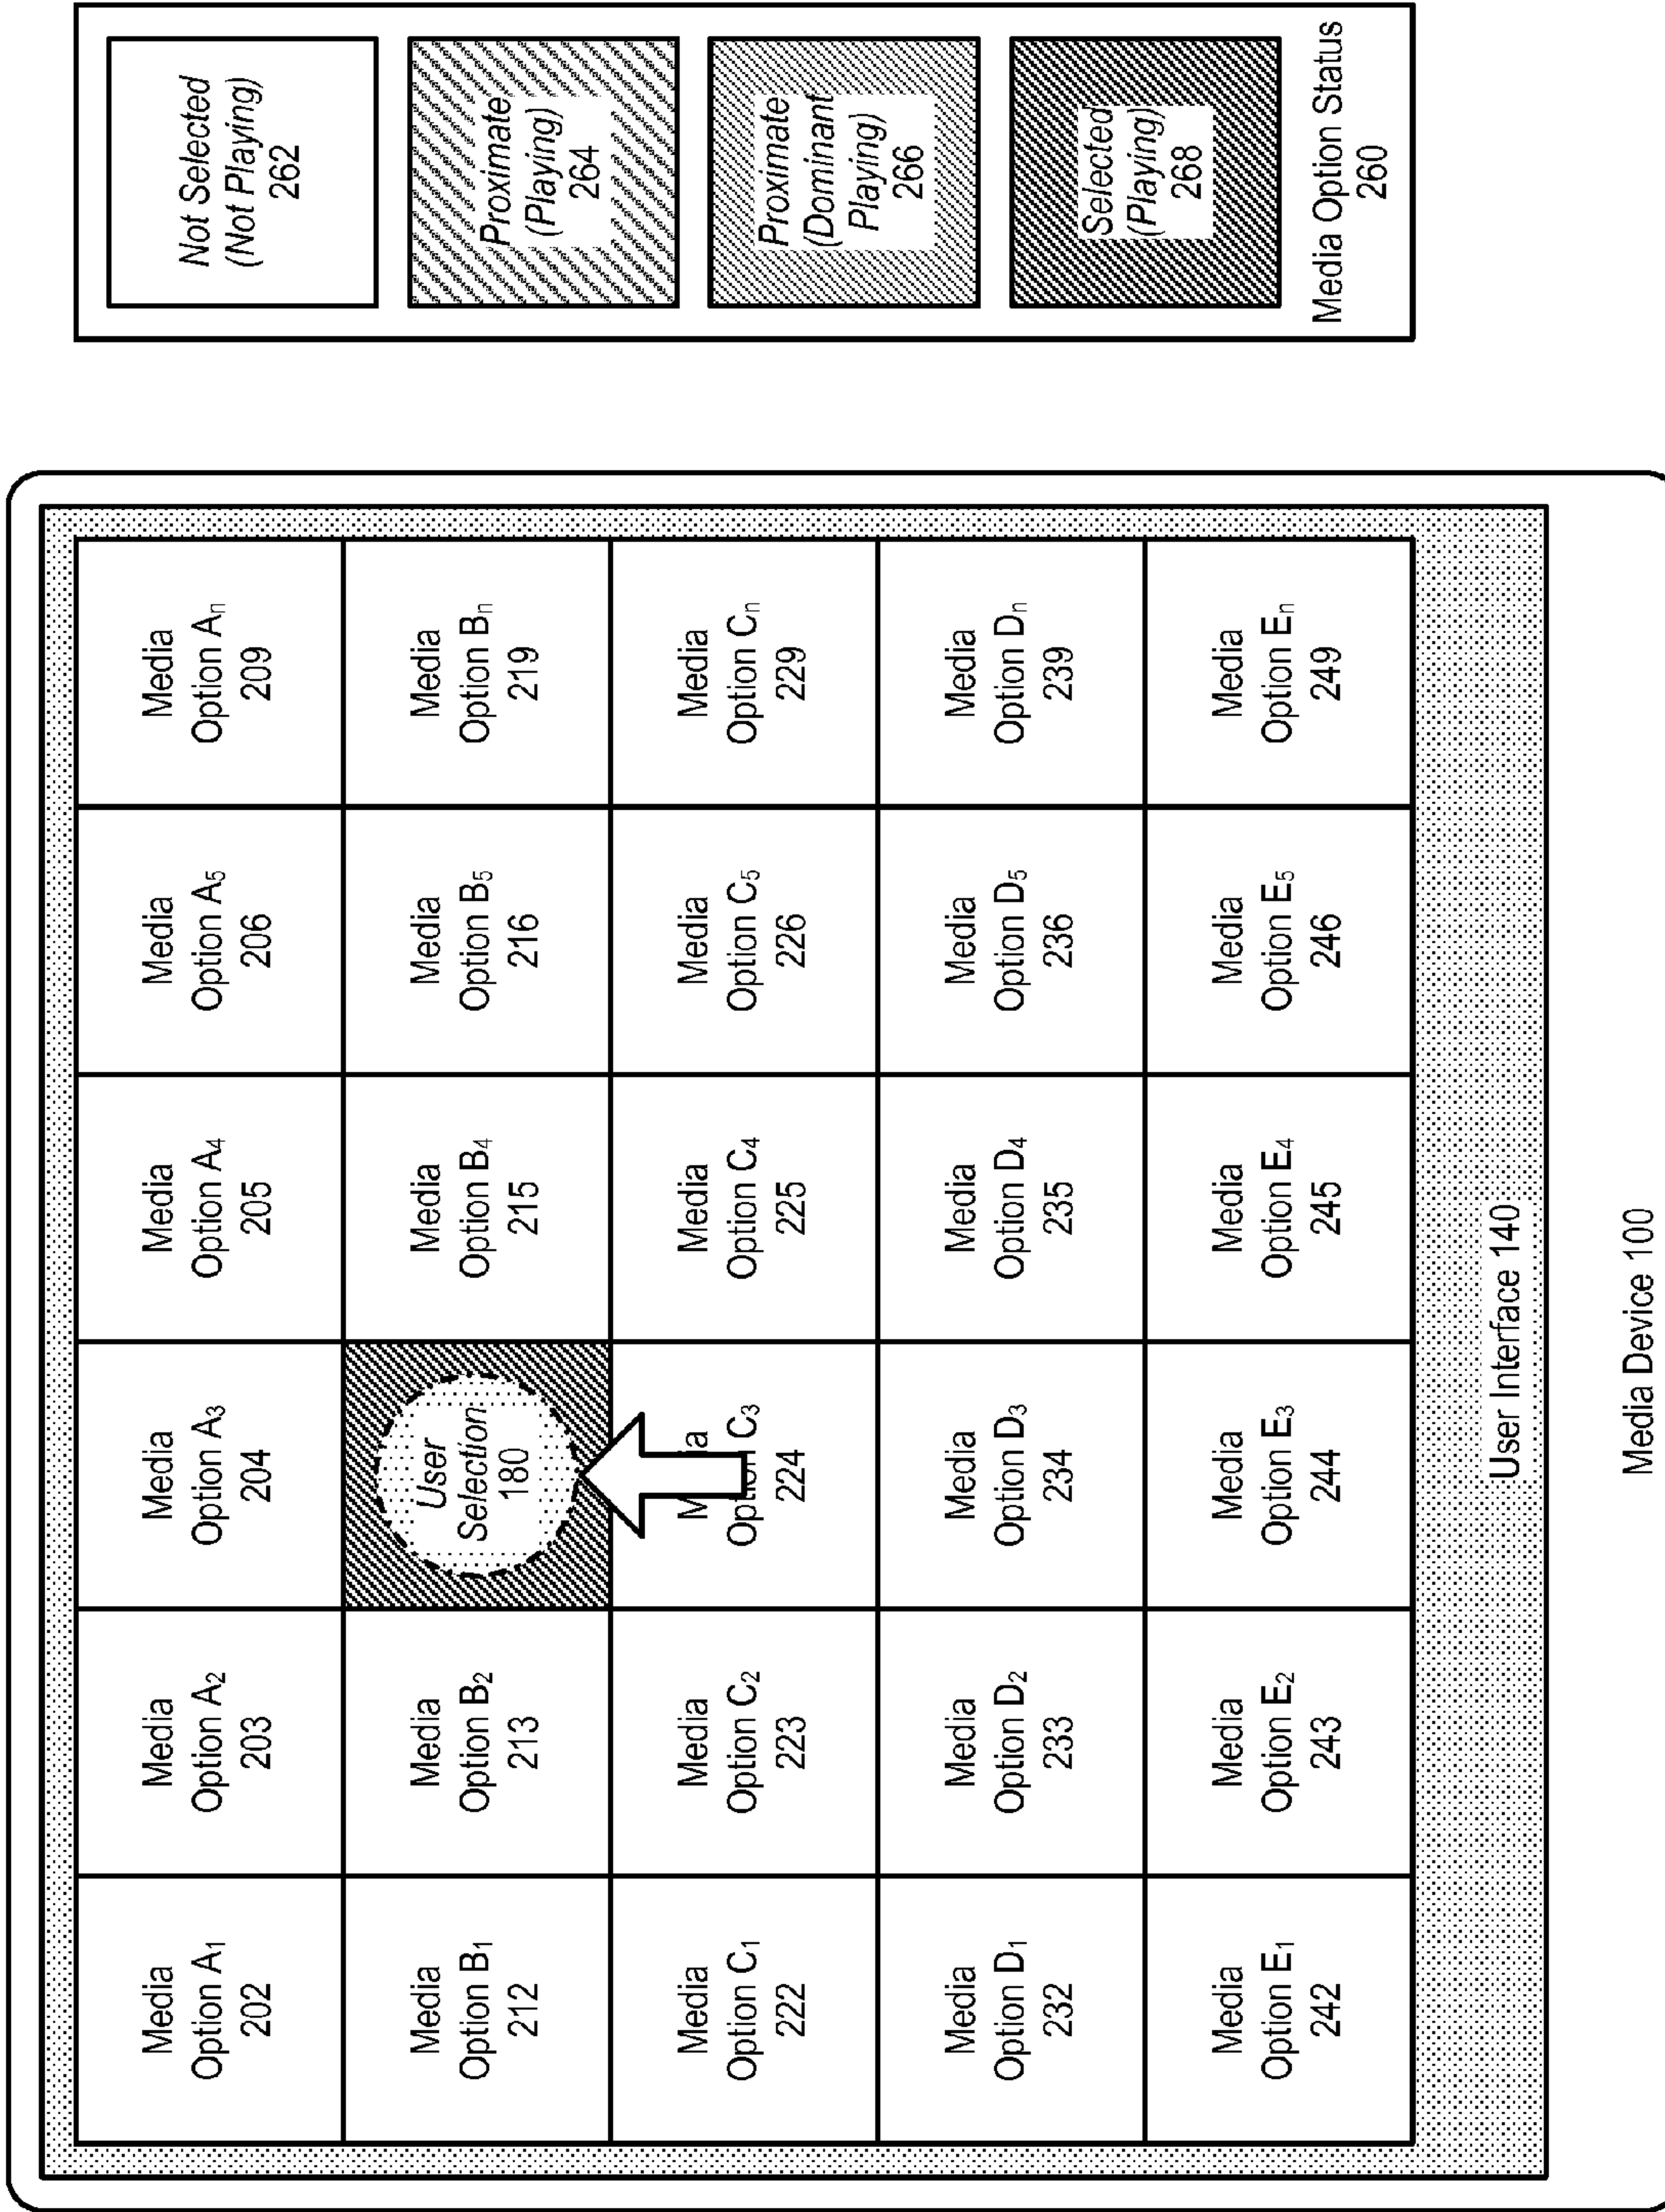 Media
Option A₁
202
Media
Option A₂
203
Media
Option A₃
204
Media
Option A₄
205
Media
Option A₅
206
Media
Option Aₙ
209
Media
Option B₁
212
Media
Option B₂
213
User
Selection
180
Media
Option B₄
215
Media
Option B₅
216
Media
Option Bₙ
219
Media
Option C₁
222
Media
Option C₂
223
Option C₃
224
Media
Option C₄
225
Media
Option C₅
226
Media
Option Cₙ
229
Media
Option D₁
232
Media
Option D₂
233
Media
Option D₃
234
Media
Option D₄
235
Media
Option D₅
236
Media
Option Dₙ
239
Media
Option E₁
242
Media
Option E₂
243
Media
Option E₃
244
Media
Option E₄
245
Media
Option E₅
246
Media
Option Eₙ
249
User Interface 140
Media Device 100
Not Selected
(Not Playing)
262
Proximate
(Playing)
264
Proximate
(Dominant
Playing)
266
Selected
(Playing)
268
Media Option Status
260